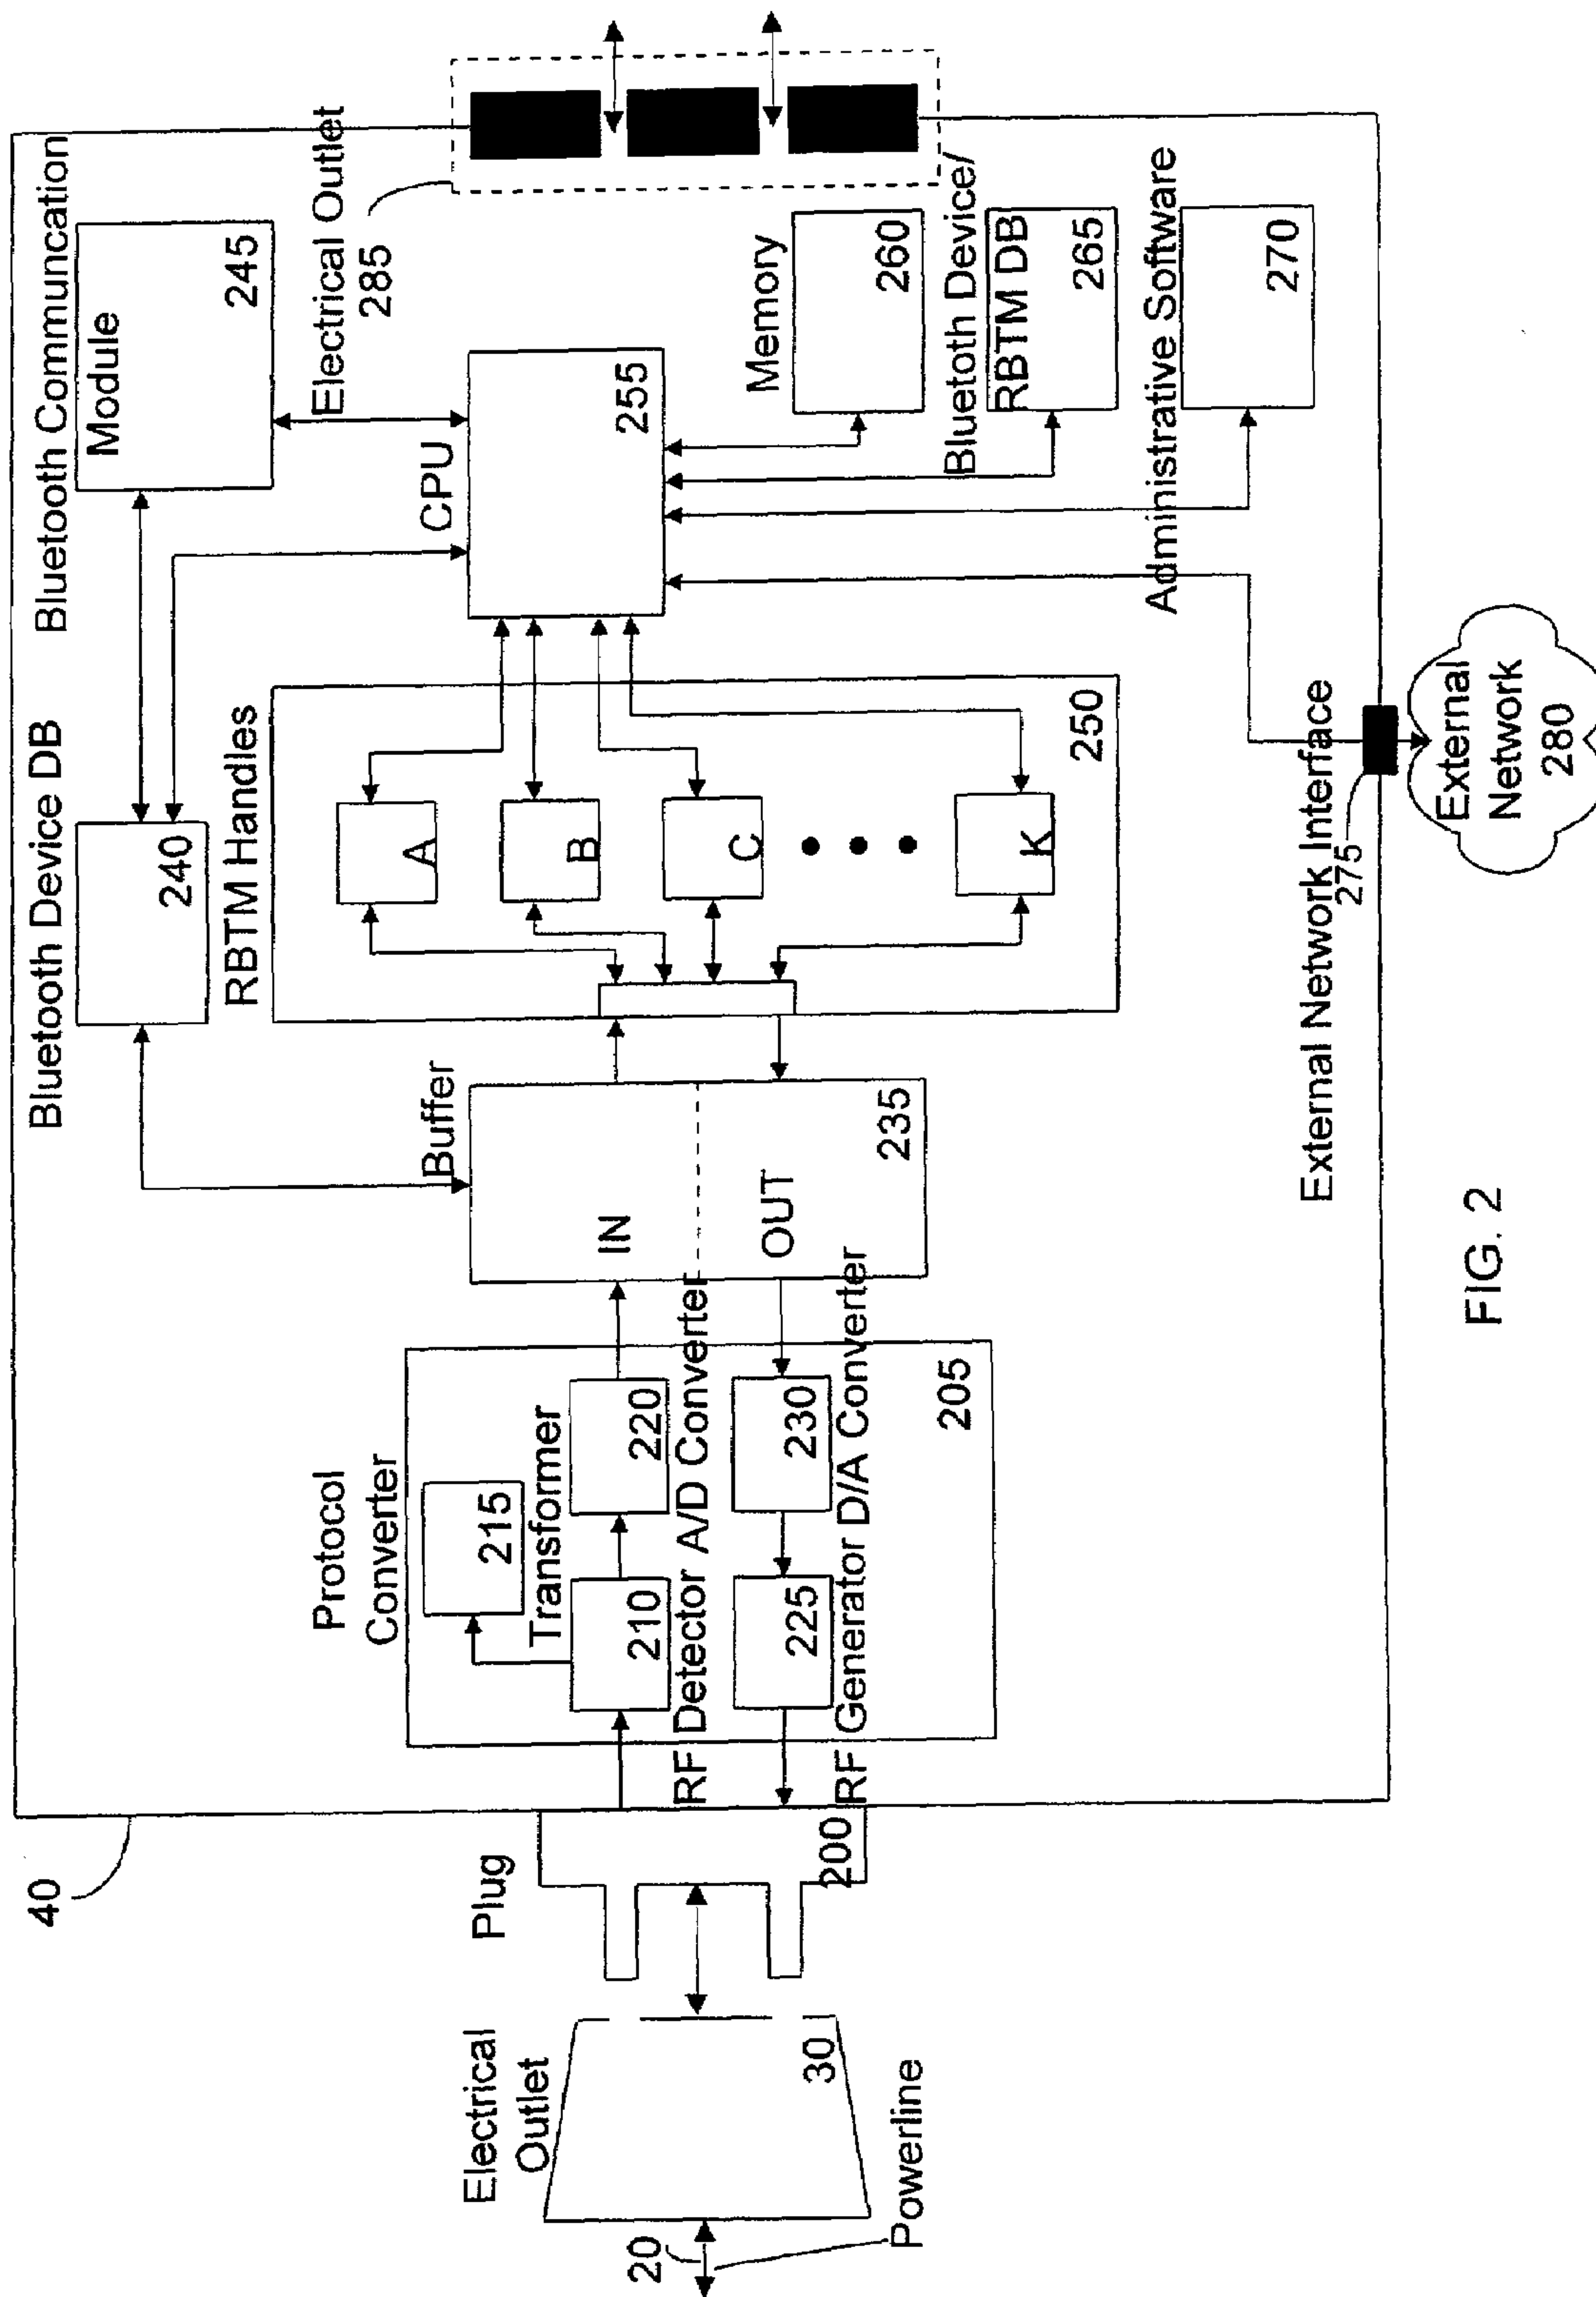 40
Bluetooth Device DB
Bluetooth Communcation
Module
245
240
Electrical Outlet
285
RBTM Handles
CPU
255
A
B
C
K
250
Buffer
IN
OUT
235
Protocol
Converter
215
Transformer
220
210
RF Detector
A/D Converter
230
225
RF Generator
D/A Converter
205
Memory
260
Bluetoth Device/
RBTM DB
265
Administrative Software
270
External Network Interface
275
External
Network
280
Plug
200
Electrical
Outlet
30
20
Powerline
FIG. 2